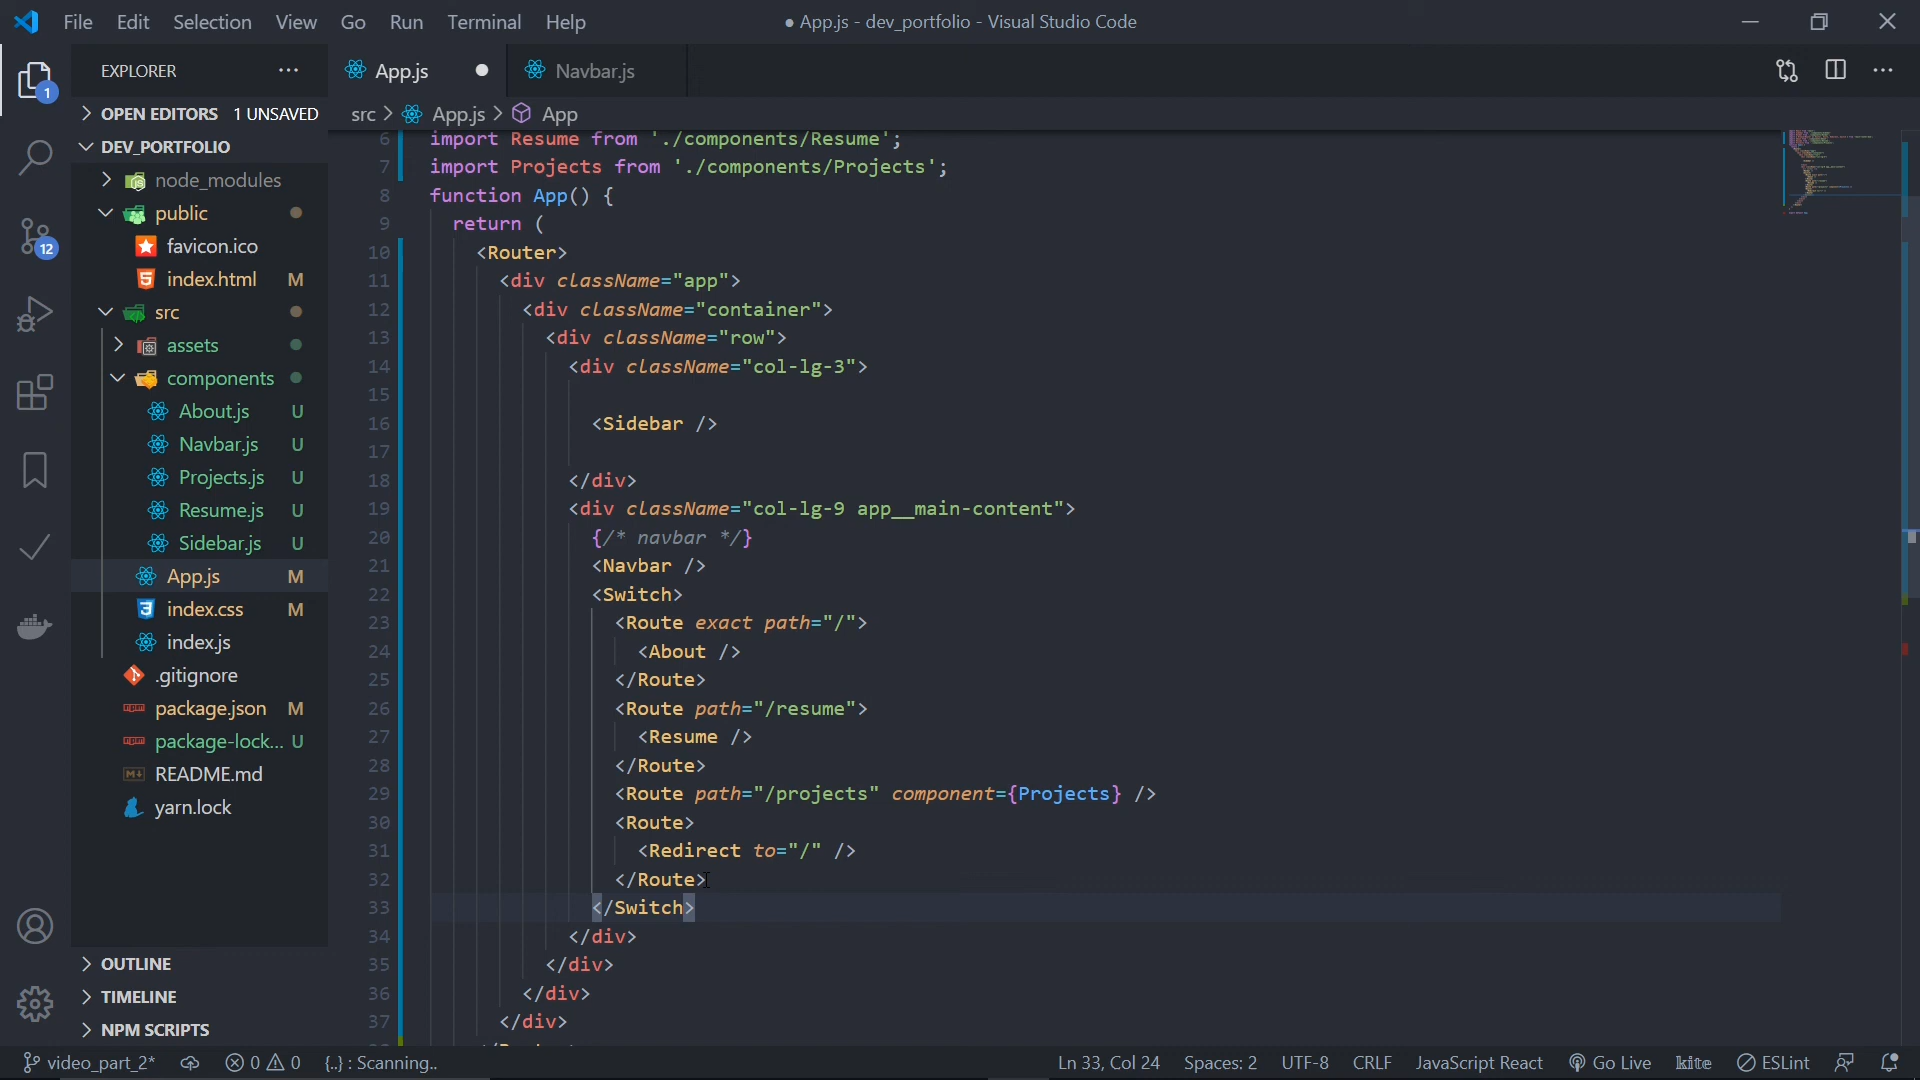 File Edit Selection View Go Run Terminal Help
● App.js - dev_portfolio - Visual Studio Code
EXPLORER
App.js
Navbar.js
1
OPEN EDITORS 1 UNSAVED
src > App.js > App
DEV_PORTFOLIO
node_modules
public
favicon.ico
12
index.html M
src
assets
components
About.js U
Navbar.js U
Projects.js U
Resume.js U
Sidebar.js U
App.js M
index.css M
index.js
.gitignore
package.json M
package-lock... U
README.md
yarn.lock
OUTLINE
TIMELINE
NPM SCRIPTS
6 import Resume from './components/Resume';
7 import Projects from './components/Projects';
8 function App() {
9 return (
10 <Router>
11 <div className="app">
12 <div className="container">
13 <div className="row">
14 <div className="col-lg-3">
15
16 <Sidebar />
17
18 </div>
19 <div className="col-lg-9 app__main-content">
20 {/* navbar */}
21 <Navbar />
22 <Switch>
23 <Route exact path="/">
24 <About />
25 </Route>
26 <Route path="/resume">
27 <Resume />
28 </Route>
29 <Route path="/projects" component={Projects} />
30 <Route>
31 <Redirect to="/" />
32 </Route>
33 </Switch>
34 </div>
35 </div>
36 </div>
37 </div>
video_part_2* 0 0 {..} : Scanning.. Ln 33, Col 24 Spaces: 2 UTF-8 CRLF JavaScript React Go Live kite ESLint